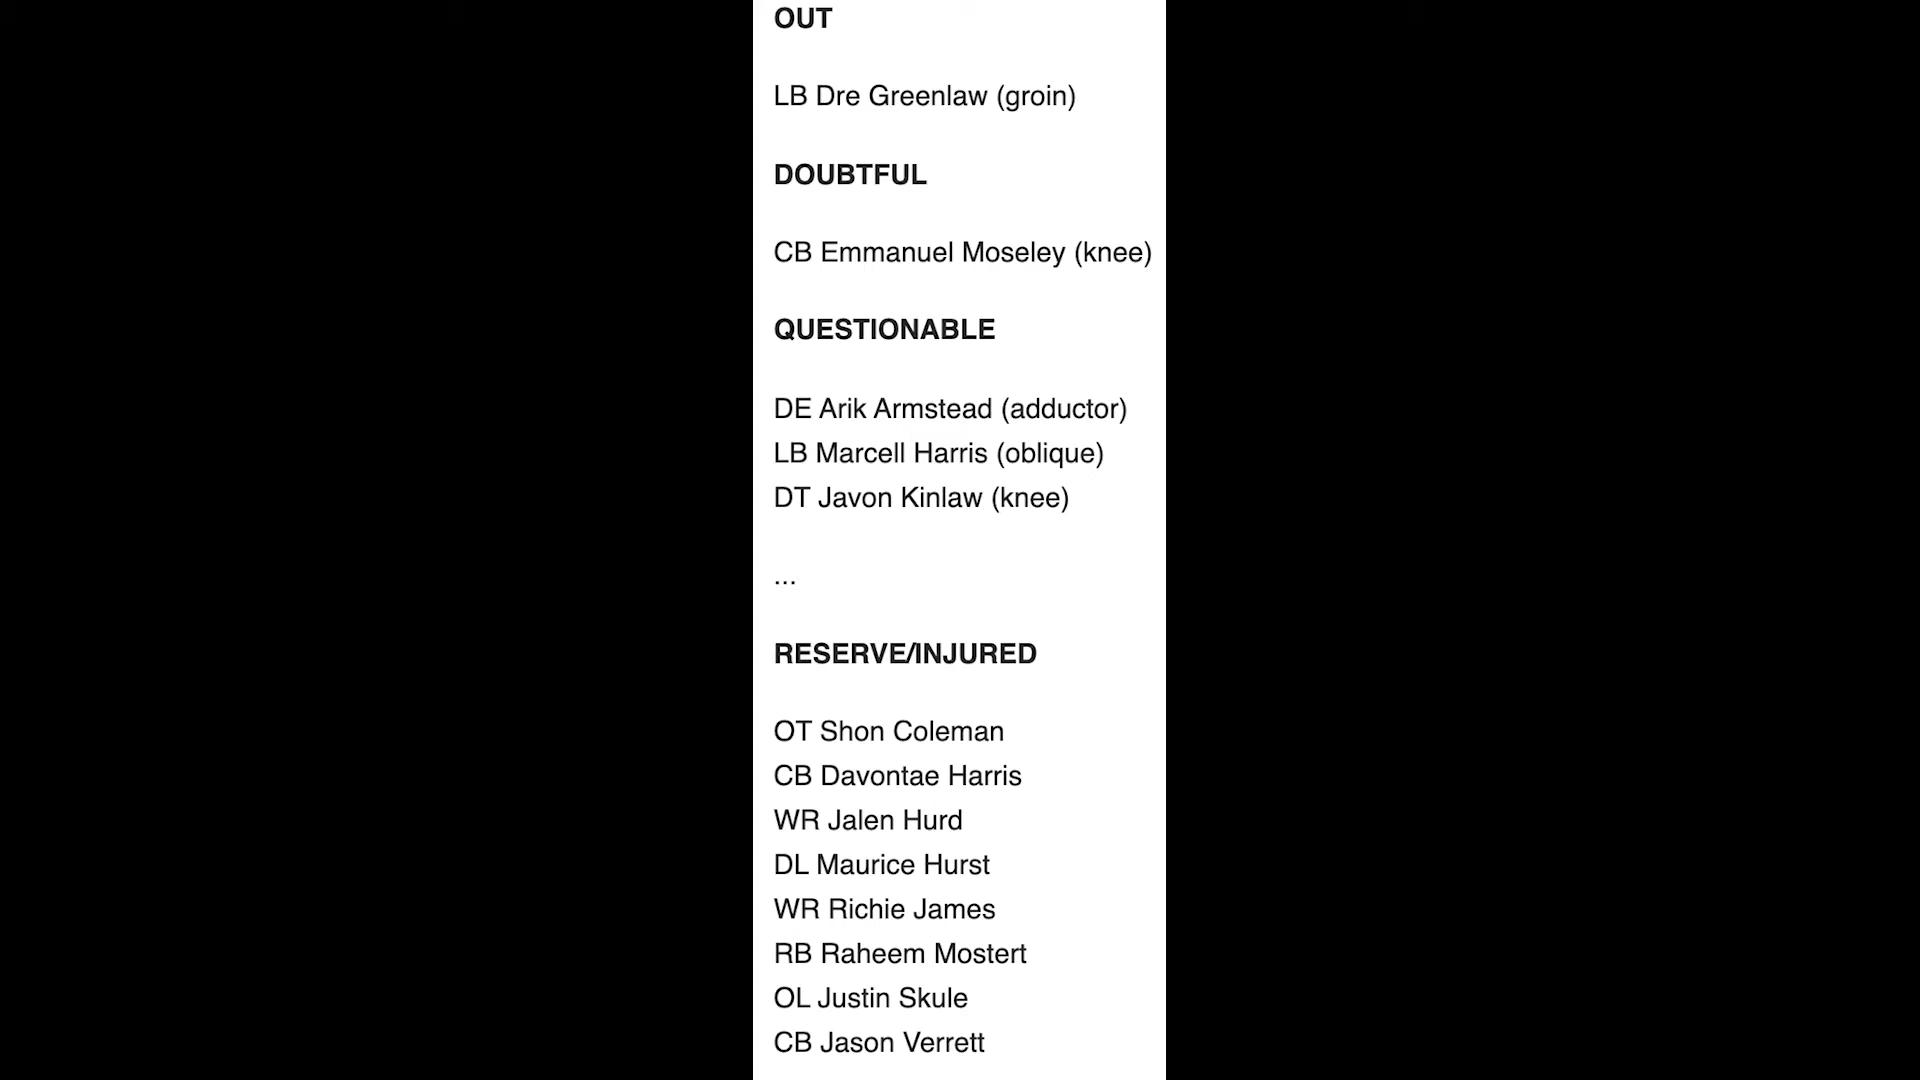 OUT
LB Dre Greenlaw (groin)
DOUBTFUL
CB Emmanuel Moseley (knee)
QUESTIONABLE
DE Arik Armstead (adductor)
LB Marcell Harris (oblique)
DT Javon Kinlaw (knee)
...
RESERVE/INJURED
OT Shon Coleman
CB Davontae Harris
WR Jalen Hurd
DL Maurice Hurst
WR Richie James
RB Raheem Mostert
OL Justin Skule
CB Jason Verrett